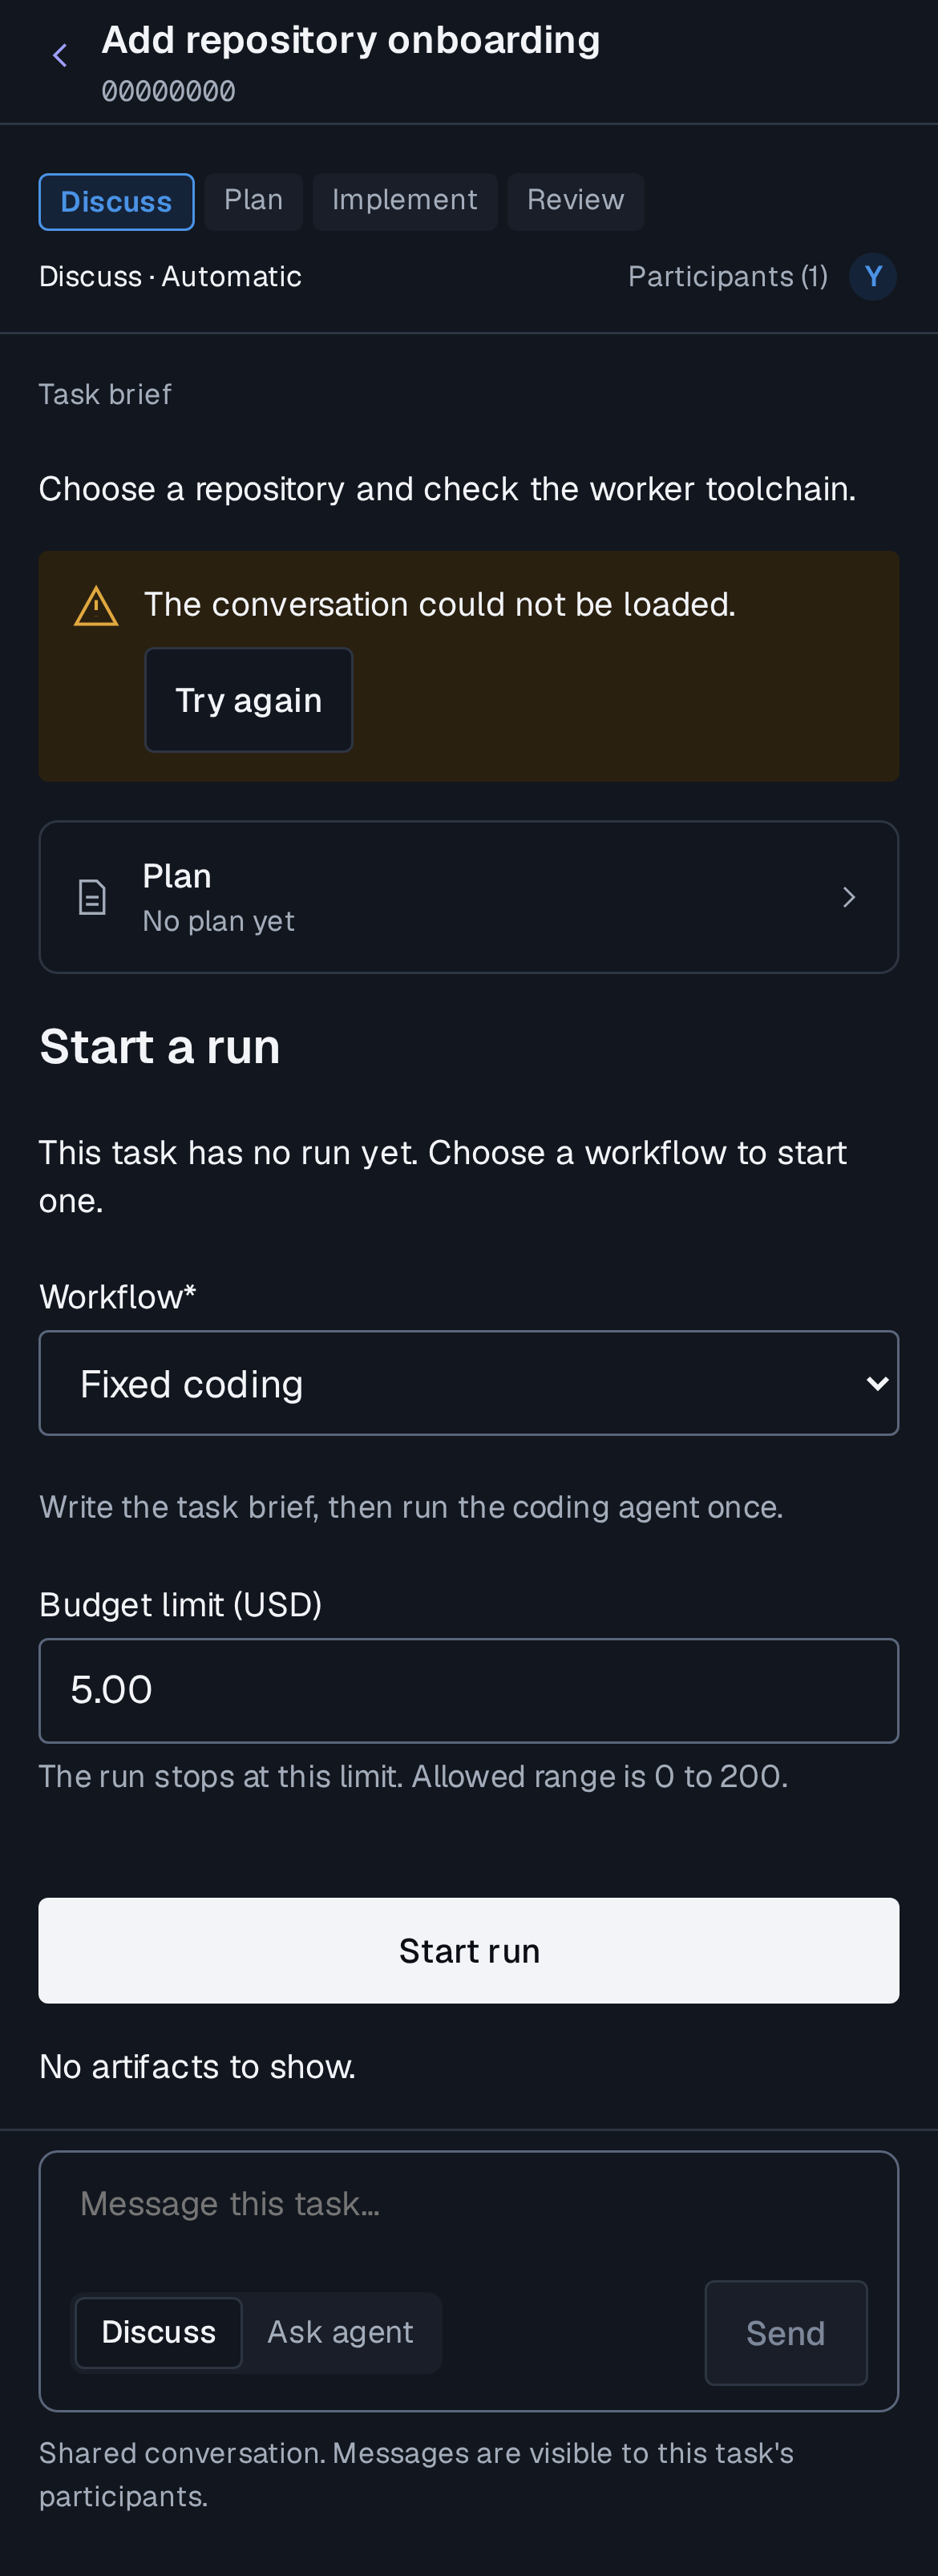 Add repository onboarding
00000000
Discuss
Plan
Implement
Review
Discuss · Automatic
Participants (1)
Y
Task brief
Choose a repository and check the worker toolchain.
The conversation could not be loaded.
Try again
Plan
No plan yet
Start a run
This task has no run yet. Choose a workflow to start
one.
Workflow*
Fixed coding
Write the task brief, then run the coding agent once.
Budget limit (USD)
5.00
The run stops at this limit. Allowed range is 0 to 200.
Start run
No artifacts to show.
Message this task…
Discuss
Ask agent
Send
Shared conversation. Messages are visible to this task's
participants.